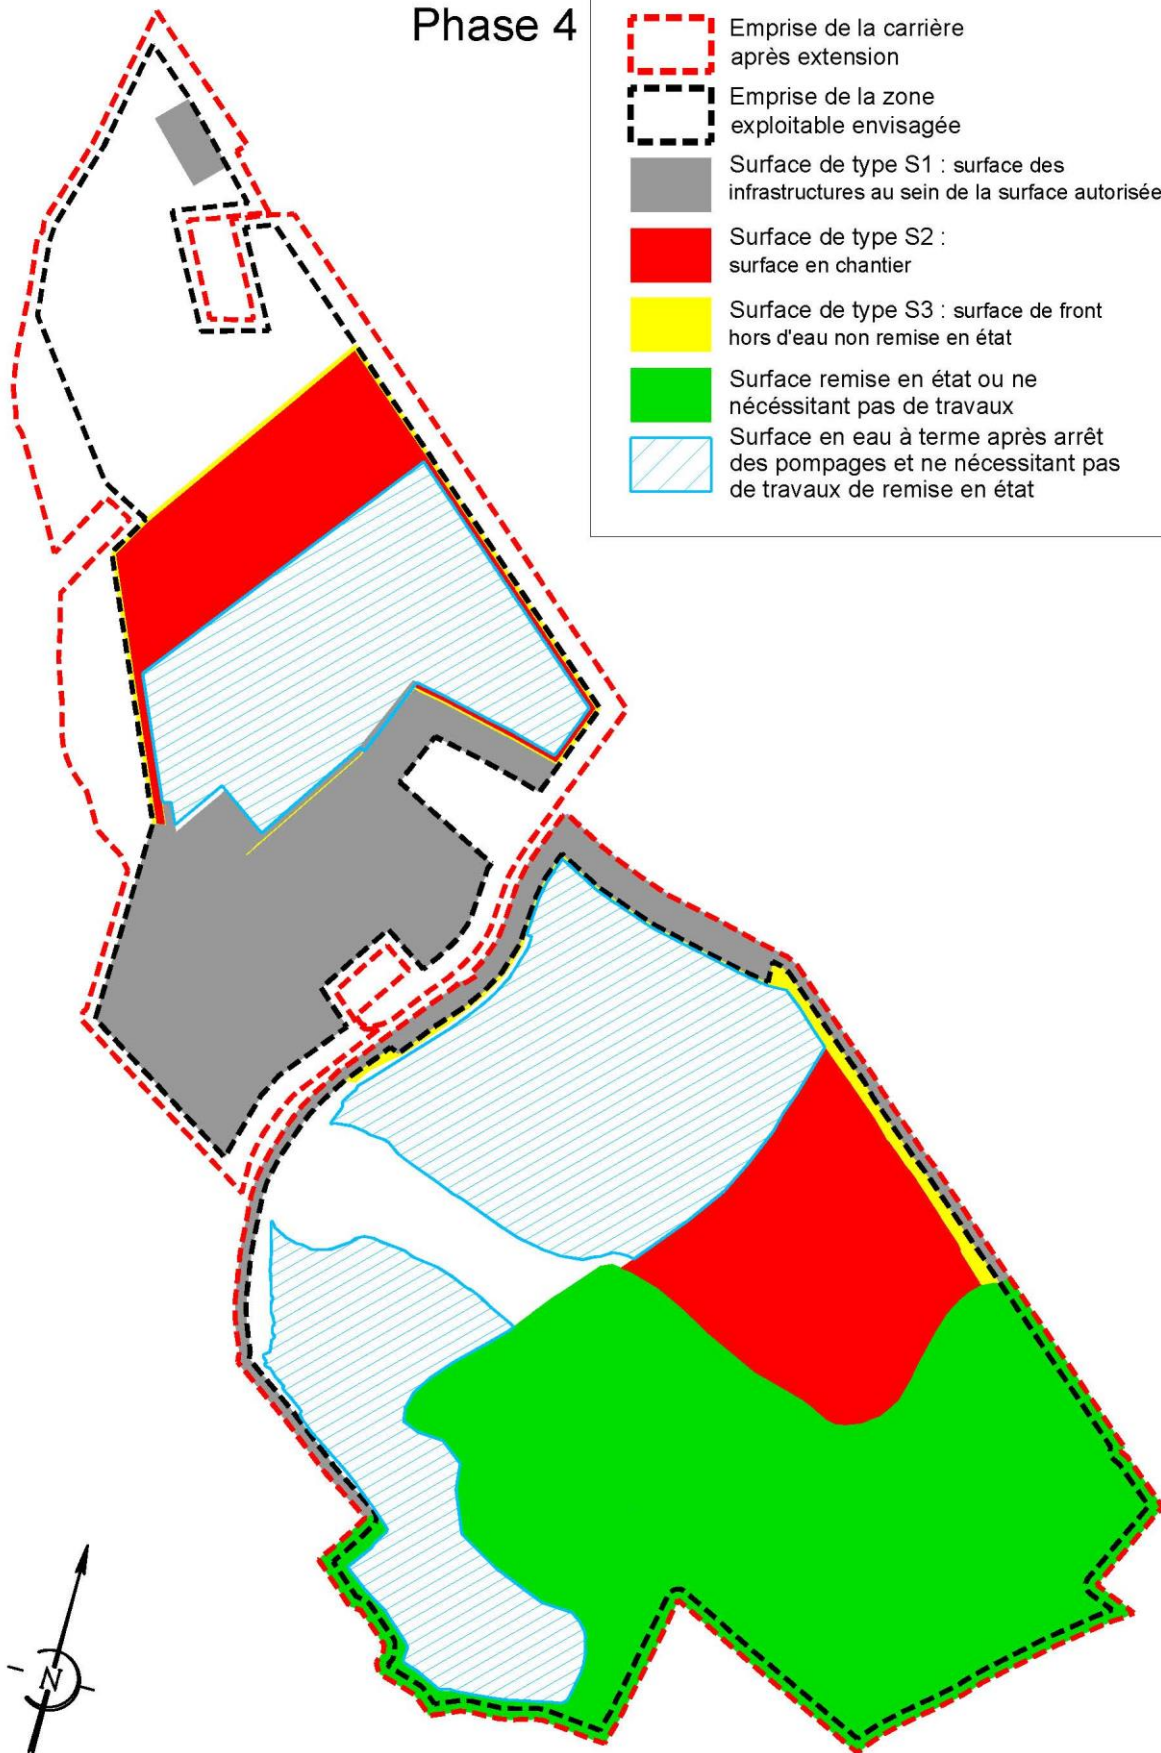 Phase 4
Emprise de la carrière
après extension
Emprise de la zone
exploitable envisagée
Surface de type S1 : surface des
infrastructures au sein de la surface autorisée
Surface de type S2 :
surface en chantier
Surface de type S3 : surface de front
hors d'eau non remise en état
Surface remise en état ou ne
nécéssitant pas de travaux
Surface en eau à terme après arrêt
des pompages et ne nécessitant pas
de travaux de remise en état
N